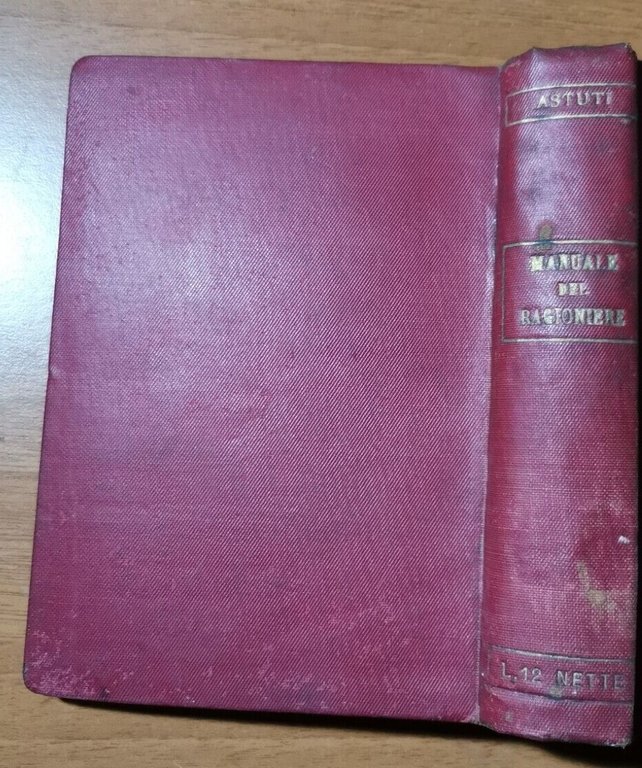 ASTUTI
MANUALE
DEL
RAGIONIERE
L.12 NETTE